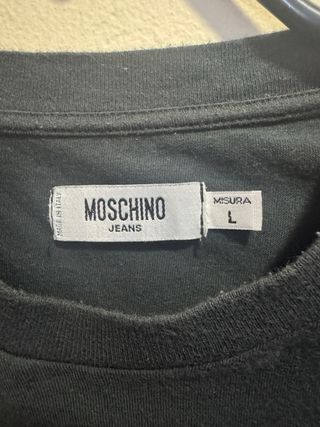 MADE IN ITALY
MOSCHINO
JEANS
MISURA
L